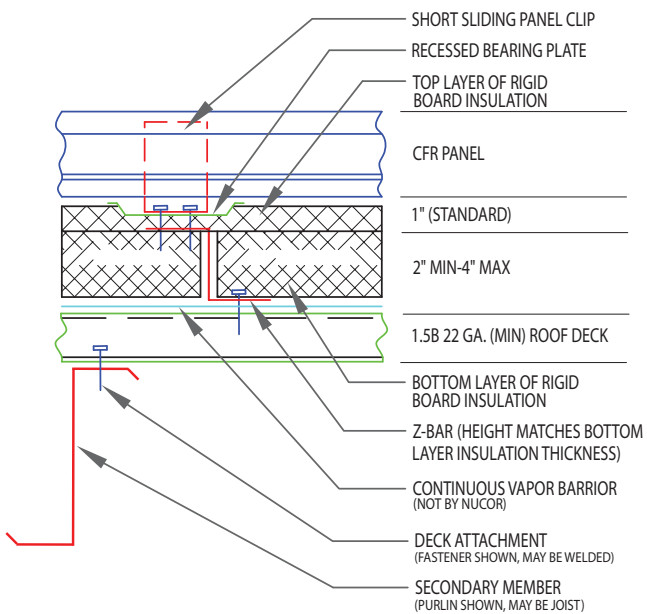 SHORT SLIDING PANEL CLIP
RECESSED BEARING PLATE
TOP LAYER OF RIGID
BOARD INSULATION
CFR PANEL
1" (STANDARD)
2" MIN-4" MAX
1.5B 22 GA. (MIN) ROOF DECK
BOTTOM LAYER OF RIGID
BOARD INSULATION
Z-BAR (HEIGHT MATCHES BOTTOM
LAYER INSULATION THICKNESS)
CONTINUOUS VAPOR BARRIOR
(NOT BY NUCOR)
DECK ATTACHMENT
(FASTENER SHOWN, MAY BE WELDED)
SECONDARY MEMBER
(PURLIN SHOWN, MAY BE JOIST)